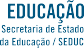 EDUCAÇÃO
Secretaria de Estado
da Educação / SEDUC